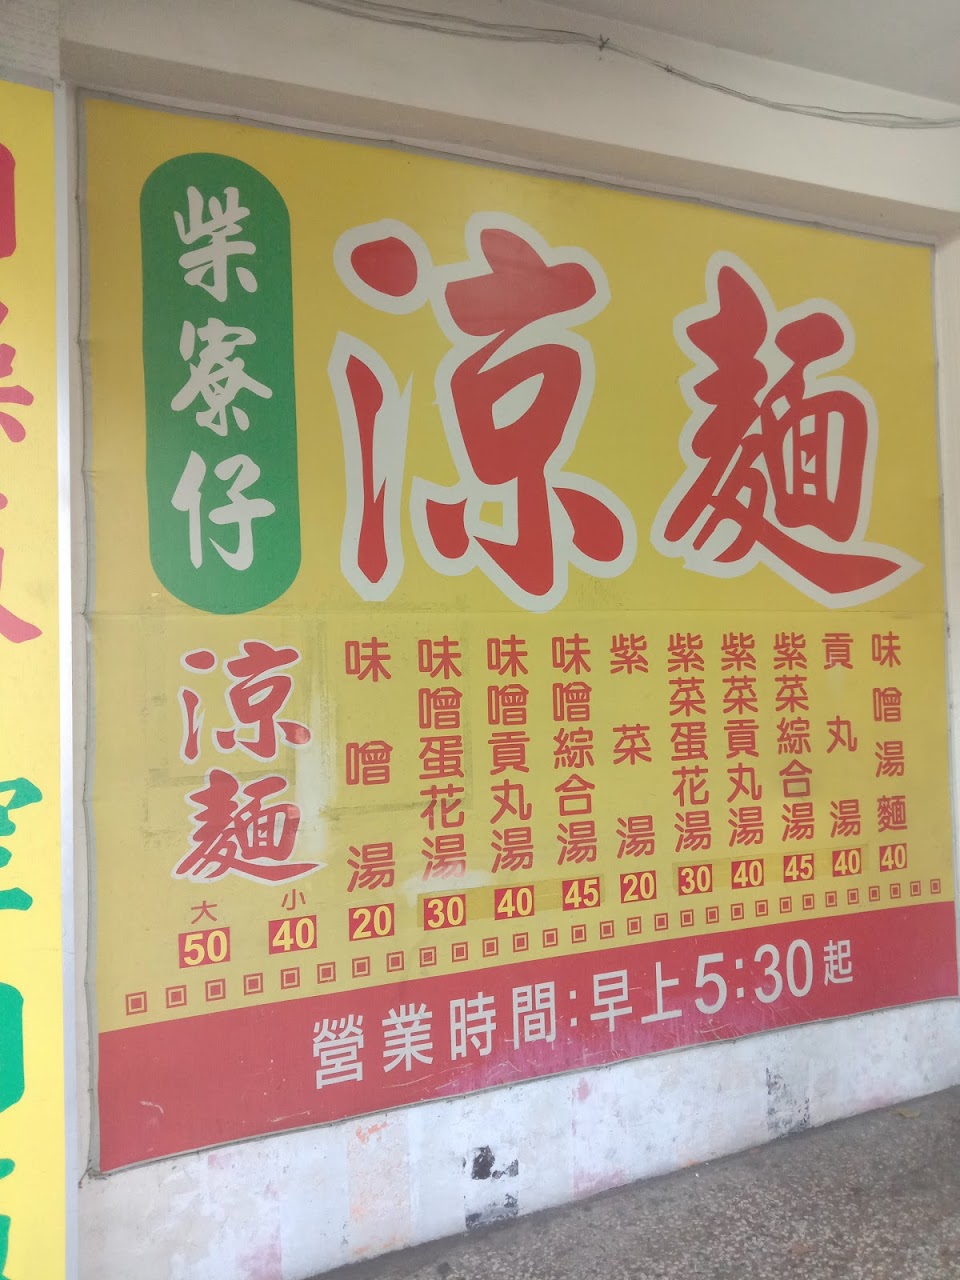 柴寮仔
涼麵
涼麵
大 小
50 40
味噌湯
20
味噌蛋花湯
30
味噌貢丸湯
40
味噌綜合湯
45
紫菜湯
20
紫菜蛋花湯
30
紫菜貢丸湯
40
紫菜綜合湯
45
貢丸湯
40
味噌湯麵
40
營業時間:早上5:30起